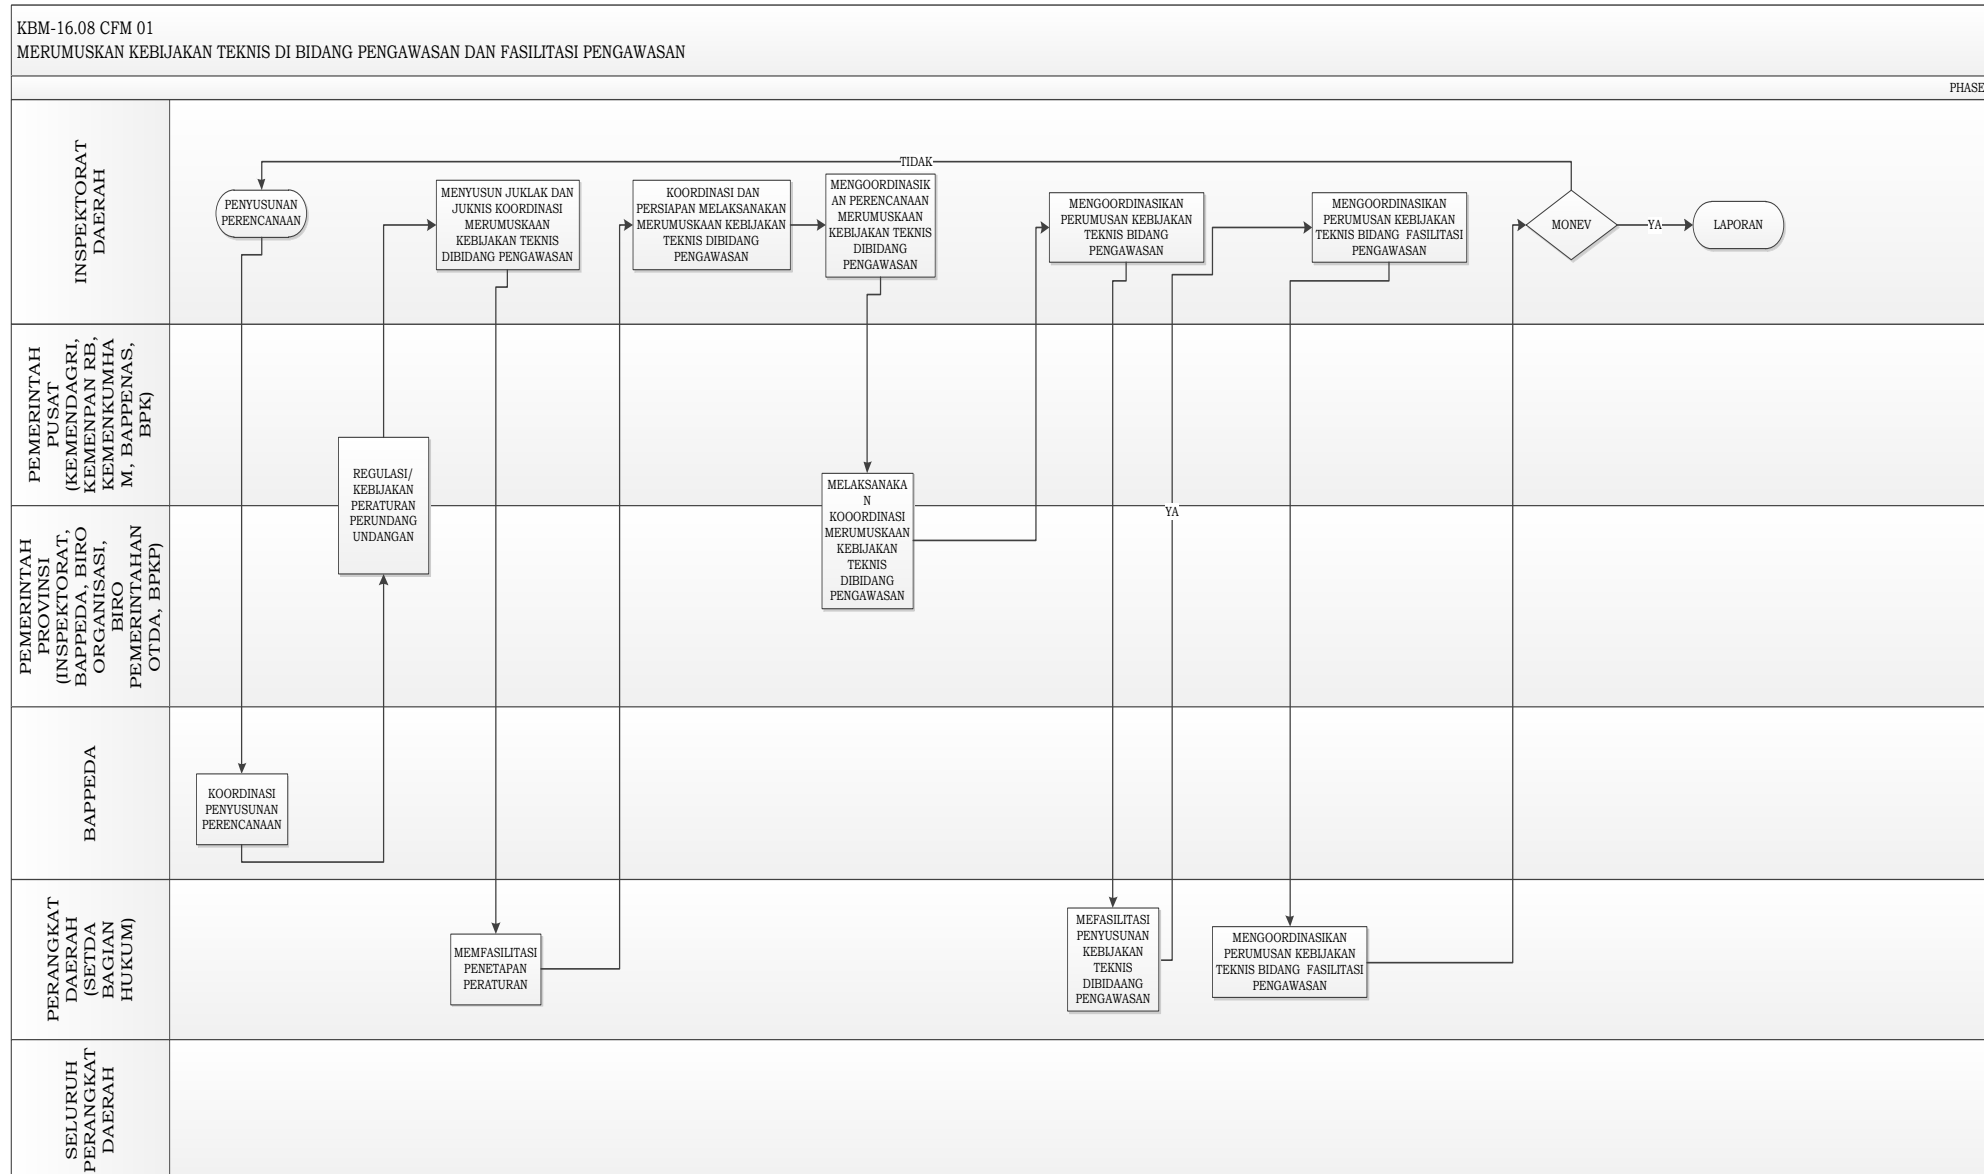 KBM-16.08 CFM 01
MERUMUSKAN KEBIJAKAN TEKNIS DI BIDANG PENGAWASAN DAN FASILITASI PENGAWASAN
PHASE
INSPEKTORAT
DAERAH
TIDAK
PENYUSUNAN
PERENCANAAN
MENYUSUN JUKLAK DAN
JUKNIS KOORDINASI
MERUMUSKAAN
KEBIJAKAN TEKNIS
DIBIDANG PENGAWASAN
KOORDINASI DAN
PERSIAPAN MELAKSANAKAN
MERUMUSKAAN KEBIJAKAN
TEKNIS DIBIDANG
PENGAWASAN
MENGOORDINASIK
AN PERENCANAAN
MERUMUSKAAN
KEBIJAKAN TEKNIS
DIBIDANG
PENGAWASAN
MENGOORDINASIKAN
PERUMUSAN KEBIJAKAN
TEKNIS BIDANG
PENGAWASAN
MENGOORDINASIKAN
PERUMUSAN KEBIJAKAN
TEKNIS BIDANG  FASILITASI
PENGAWASAN
MONEV
YA
LAPORAN
PEMERINTAH
PUSAT
(KEMENDAGRI,
KEMENPAN RB,
KEMENKUMHA
M, BAPPENAS,
BPK)
REGULASI/
KEBIJAKAN
PERATURAN
PERUNDANG
UNDANGAN
MELAKSANAKA
N
KOOORDINASI
MERUMUSKAAN
KEBIJAKAN
TEKNIS
DIBIDANG
PENGAWASAN
YA
PEMERINTAH
PROVINSI
(INSPEKTORAT,
BAPPEDA, BIRO
ORGANISASI,
BIRO
PEMERINTAHAN
OTDA, BPKP)
BAPPEDA
KOORDINASI
PENYUSUNAN
PERENCANAAN
PERANGKAT
DAERAH
(SETDA
BAGIAN
HUKUM)
MEMFASILITASI
PENETAPAN
PERATURAN
MEFASILITASI
PENYUSUNAN
KEBIJAKAN
TEKNIS
DIBIDAANG
PENGAWASAN
MENGOORDINASIKAN
PERUMUSAN KEBIJAKAN
TEKNIS BIDANG  FASILITASI
PENGAWASAN
SELURUH
PERANGKAT
DAERAH